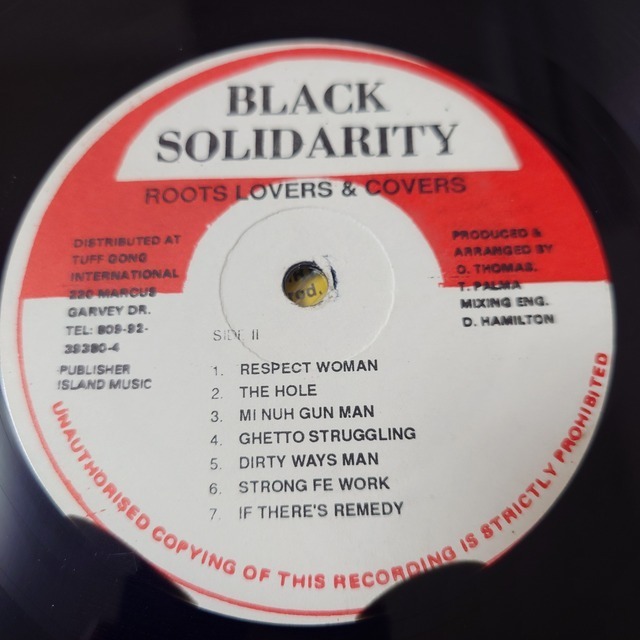 BLACK
SOLIDARITY
ROOTS LOVERS & COVERS
DISTRIBUTED AT
TUFF GONG
INTERNATIONAL
220 MARCUS
GARVEY DR.
TEL: 809-92-
39380-4
PUBLISHER
ISLAND MUSIC
PRODUCED &
ARRANGED BY
O. THOMAS.
T. PALMA
MIXING ENG.
D. HAMILTON
SIDE II
1. RESPECT WOMAN
2. THE HOLE
3. MI NUH GUN MAN
4. GHETTO STRUGGLING
5. DIRTY WAYS MAN
6. STRONG FE WORK
7. IF THERE'S REMEDY
UNAUTHORISED COPYING OF THIS RECORDING IS STRICTLY PROHIBITED